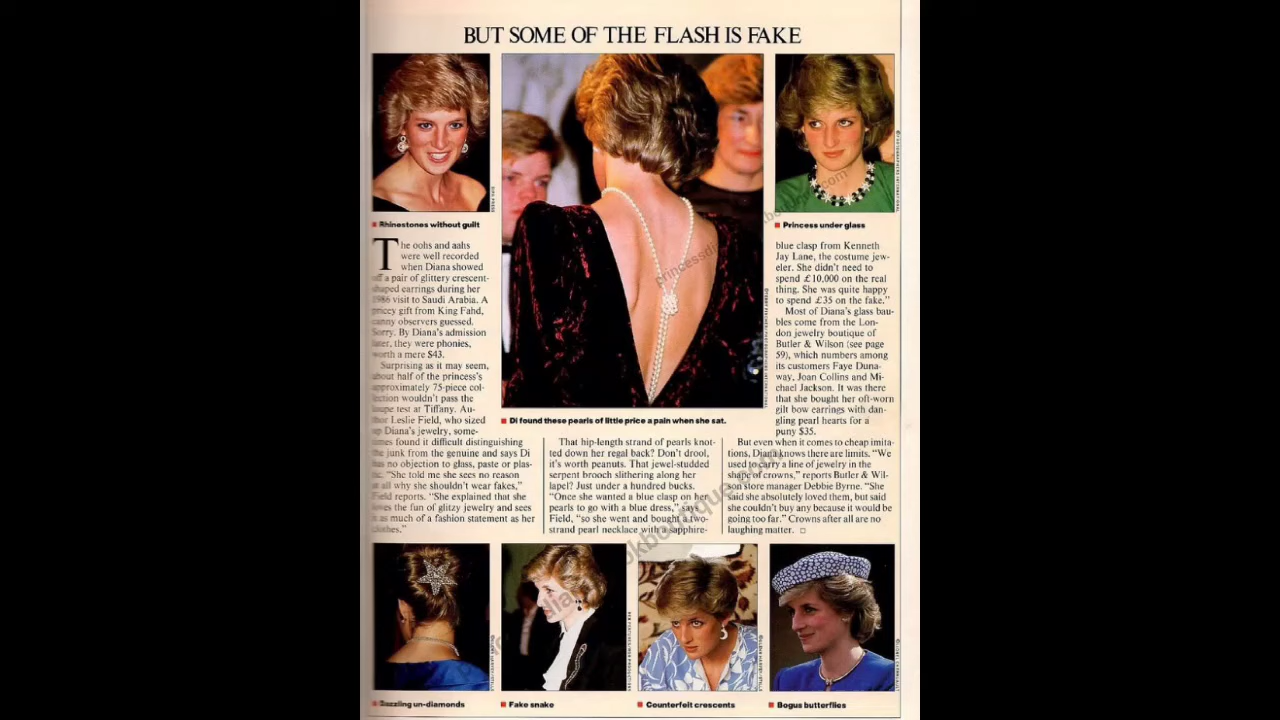 BUT SOME OF THE FLASH IS FAKE
Rhinestones without guilt
The oohs and aahs
were well recorded
when Diana showed
off a pair of glittery crescent-
shaped earrings during her
1986 visit to Saudi Arabia. A
pricey gift from King Fahd,
canny observers guessed.
Sorry. By Diana's admission
later, they were phonies,
worth a mere $43.
Surprising as it may seem,
about half of the princess's
approximately 75-piece col-
lection wouldn't pass the
loupe test at Tiffany. Au-
thor Leslie Field, who sized
up Diana's jewelry, some-
times found it difficult distinguishing
the junk from the genuine and says Di
has no objection to glass, paste or plas-
tic. "She told me she sees no reason
at all why she shouldn't wear fakes,"
Field reports. "She explained that she
loves the fun of glitzy jewelry and sees
it as much of a fashion statement as her
clothes."
Di found these pearls of little price a pain when she sat.
That hip-length strand of pearls knot-
ted down her regal back? Don't drool,
it's worth peanuts. That jewel-studded
serpent brooch slithering along her
lapel? Just under a hundred bucks.
"Once she wanted a blue clasp on her
pearls to go with a blue dress," says
Field, "so she went and bought a two-
strand pearl necklace with a sapphire-
Princess under glass
blue clasp from Kenneth
Jay Lane, the costume jew-
eler. She didn't need to
spend £10,000 on the real
thing. She was quite happy
to spend £35 on the fake."
Most of Diana's glass bau-
bles come from the Lon-
don jewelry boutique of
Butler & Wilson (see page
59), which numbers among
its customers Faye Duna-
way, Joan Collins and Mi-
chael Jackson. It was there
that she bought her oft-worn
gilt bow earrings with dan-
gling pearl hearts for a
puny $35.
But even when it comes to cheap imita-
tions, Diana knows there are limits. "We
used to carry a line of jewelry in the
shape of crowns," reports Butler & Wil-
son store manager Debbie Byrne. "She
said she absolutely loved them, but said
she couldn't buy any because it would be
going too far." Crowns after all are no
laughing matter.
Dazzling un-diamonds
Fake snake
Counterfeit crescents
Bogus butterflies